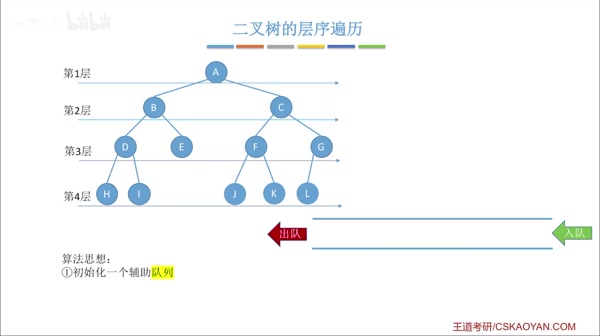 bilibili
二叉树的层序遍历
第1层
A
第2层
B C
第3层
D E F G
第4层
H I J K L
出队 入队
算法思想：
①初始化一个辅助队列
王道考研/CSKAOYAN.COM